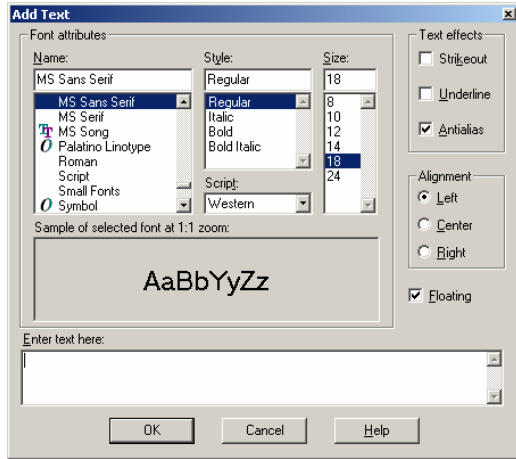 Add Text
Font attributes
Name:
MS Sans Serif
MS Sans Serif
MS Serif
MS Song
Palatino Linotype
Roman
Script
Small Fonts
Symbol
Style:
Regular
Regular
Italic
Bold
Bold Italic
Script:
Western
Size:
18
8
10
12
14
18
24
Sample of selected font at 1:1 zoom:
AaBbYyZz
Text effects
Strikeout
Underline
Antialias
Alignment
Left
Center
Right
Floating
Enter text here:
OK
Cancel
Help